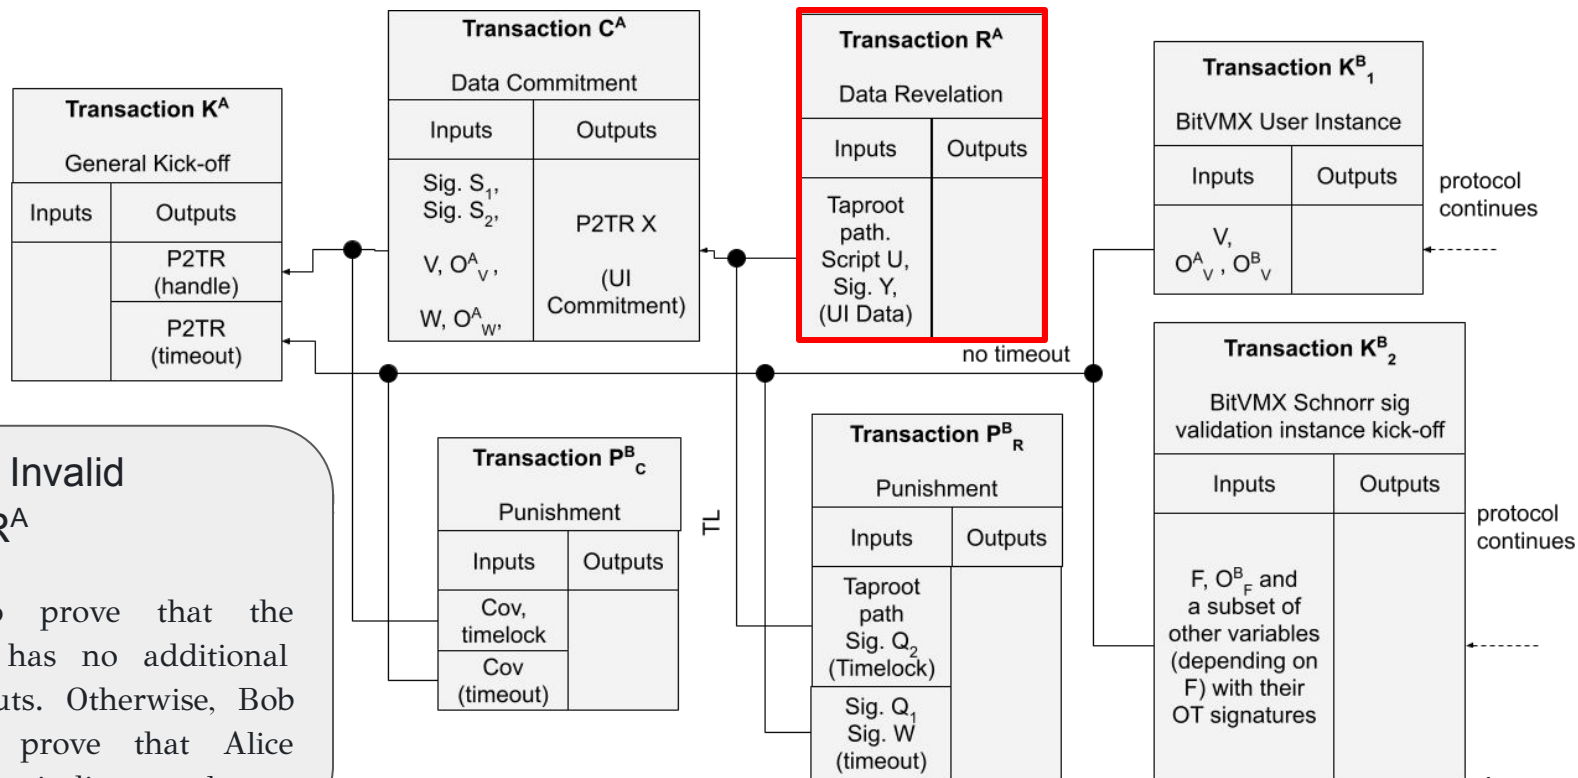 Transaction K^A
General Kick-off
Inputs
Outputs
P2TR
(handle)
P2TR
(timeout)
Transaction C^A
Data Commitment
Inputs
Outputs
Sig. S_1,
Sig. S_2,
V, O^A_V,
W, O^A_W,
P2TR X
(UI
Commitment)
Transaction R^A
Data Revelation
Inputs
Outputs
Taproot
path.
Script U,
Sig. Y,
(UI Data)
Transaction K^B_1
BitVMX User Instance
Inputs
Outputs
V,
O^A_V, O^B_V
protocol
continues
no timeout
Transaction K^B_2
BitVMX Schnorr sig
validation instance kick-off
Inputs
Outputs
F, O^B_F and
a subset of
other variables
(depending on
F) with their
OT signatures
protocol
continues
Transaction P^B_C
Punishment
Inputs
Outputs
Cov,
timelock
Cov
(timeout)
TL
Transaction P^B_R
Punishment
Inputs
Outputs
Taproot
path
Sig. Q_2
(Timelock)
Sig. Q_1
Sig. W
(timeout)
Invalid
R^A
prove that the
has no additional
uts. Otherwise, Bob
prove that Alice